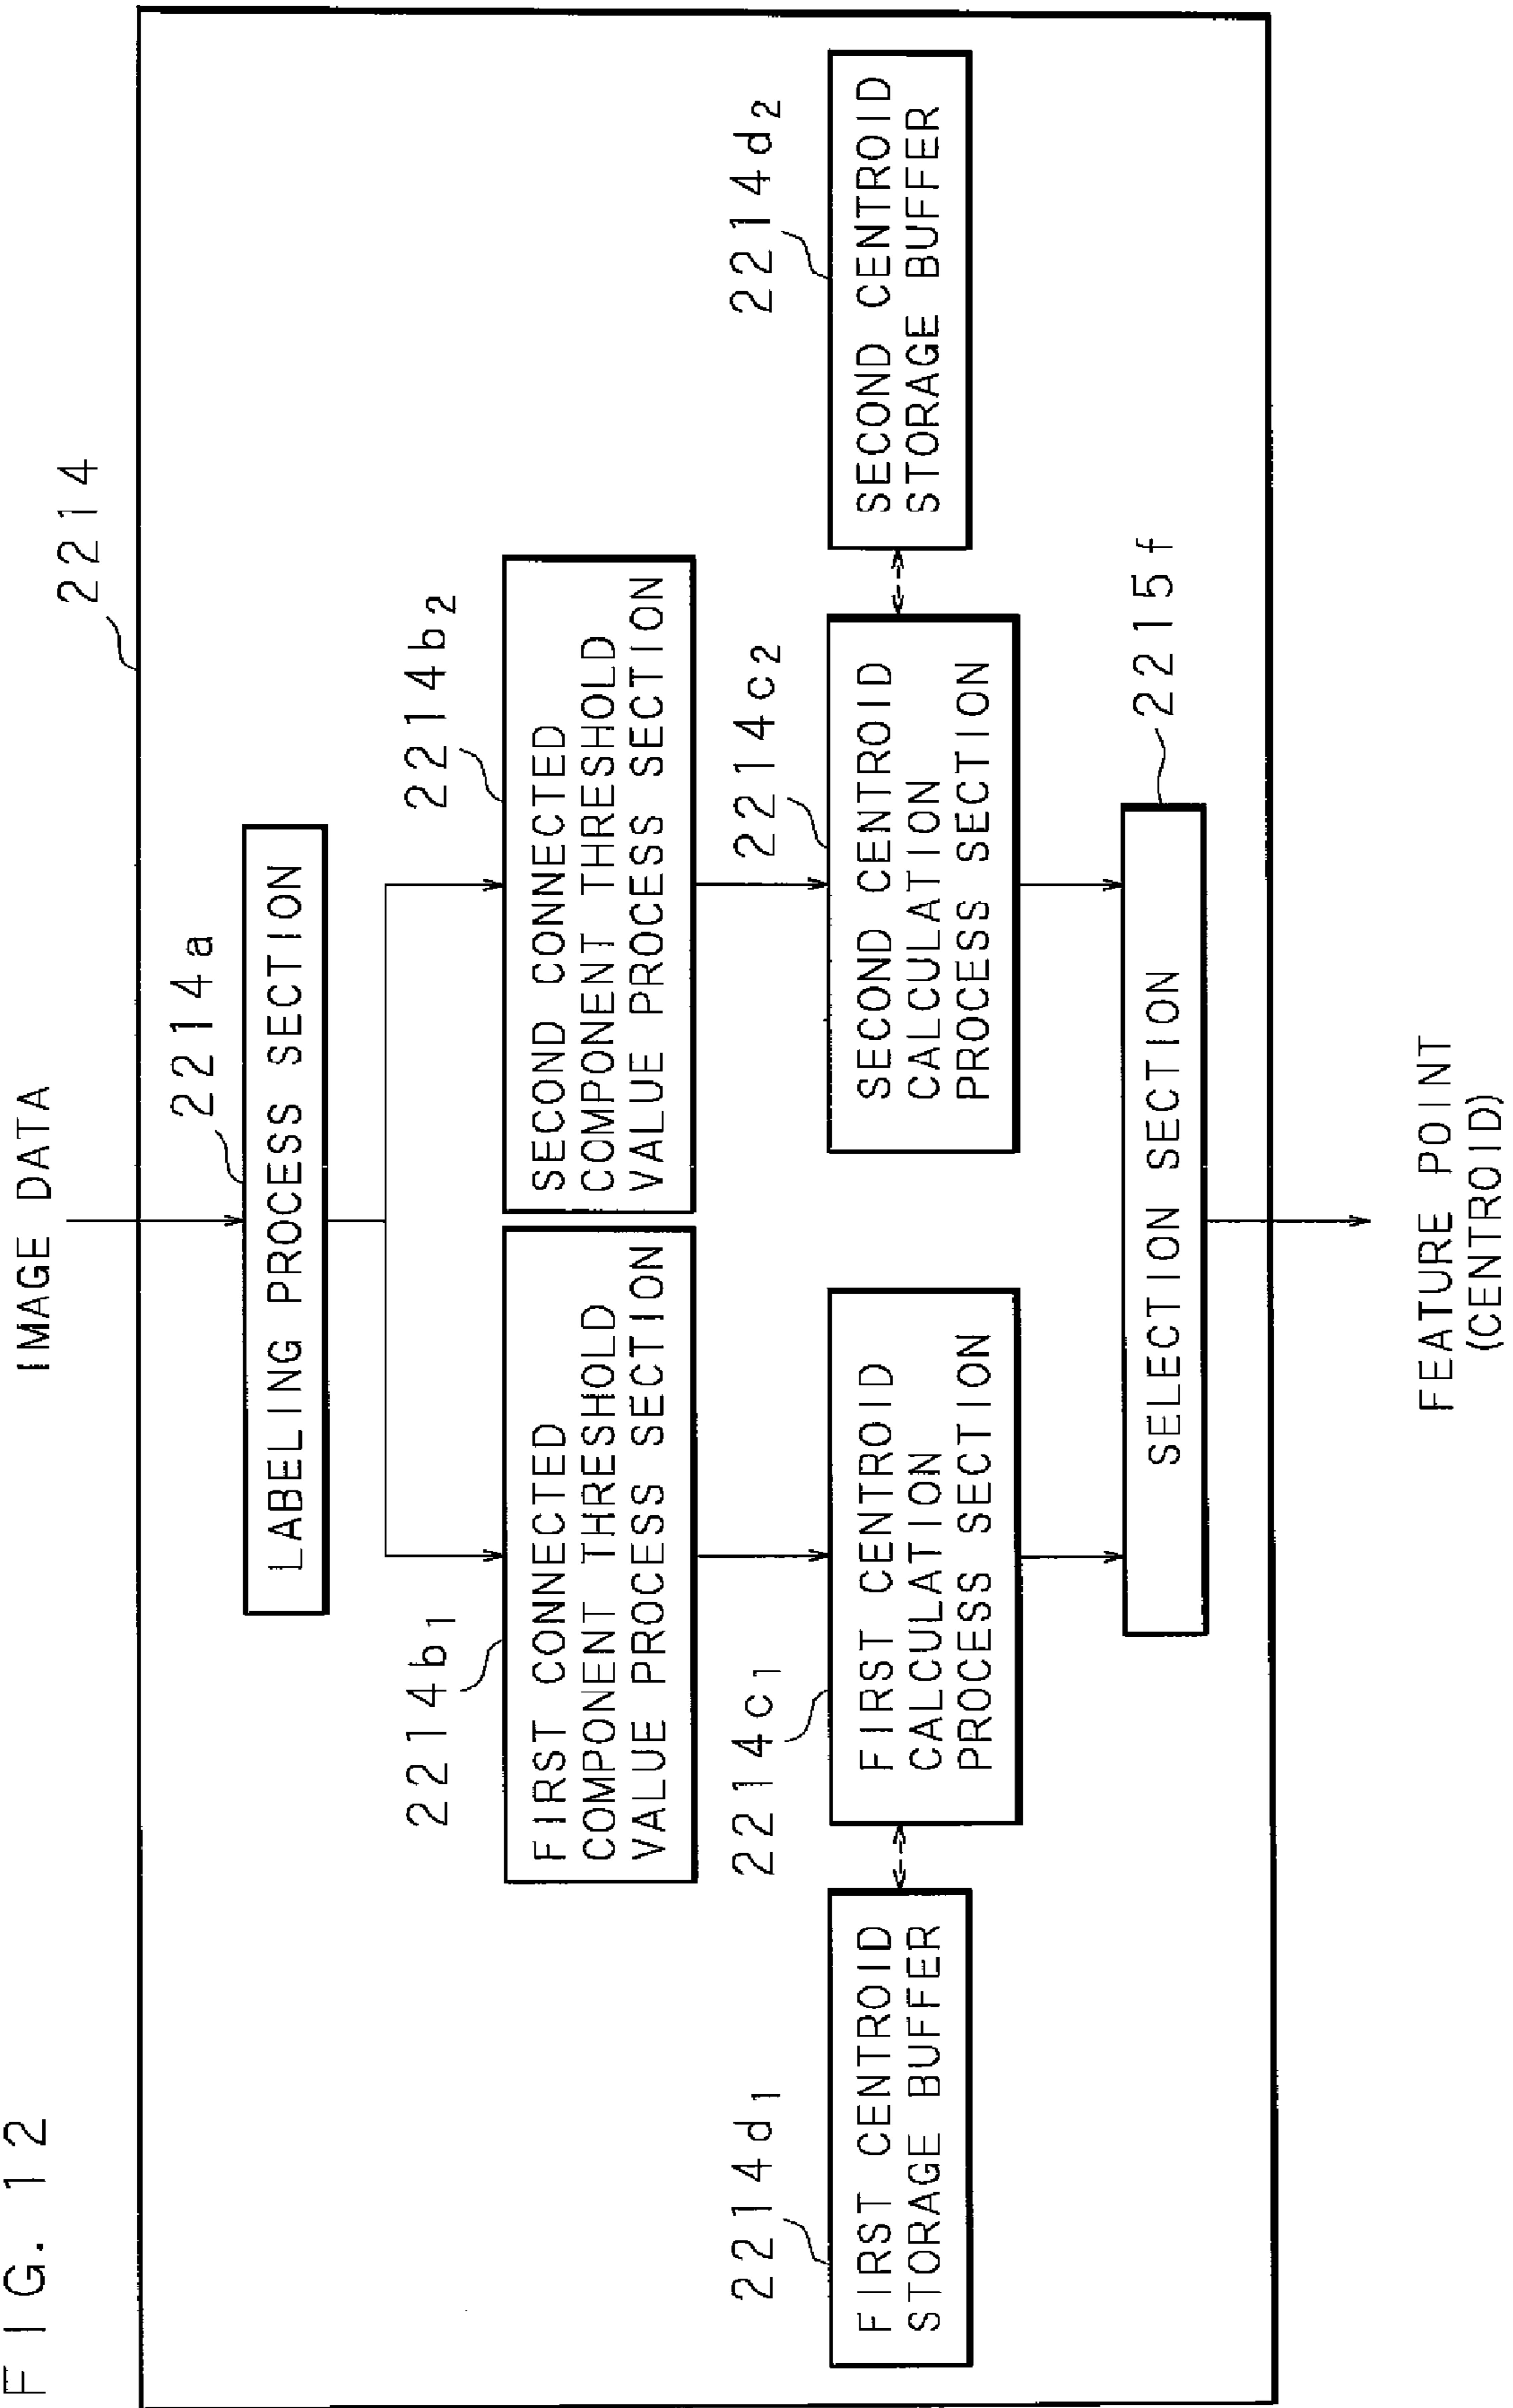 FIG. 12
IMAGE DATA
2214
2214a
LABELING PROCESS SECTION
2214b1
FIRST CONNECTED
COMPONENT THRESHOLD
VALUE PROCESS SECTION
2214b2
SECOND CONNECTED
COMPONENT THRESHOLD
VALUE PROCESS SECTION
2214d1
FIRST CENTROID
STORAGE BUFFER
2214c1
FIRST CENTROID
CALCULATION
PROCESS SECTION
2214c2
SECOND CENTROID
CALCULATION
PROCESS SECTION
2214d2
SECOND CENTROID
STORAGE BUFFER
2215f
SELECTION SECTION
FEATURE POINT
(CENTROID)